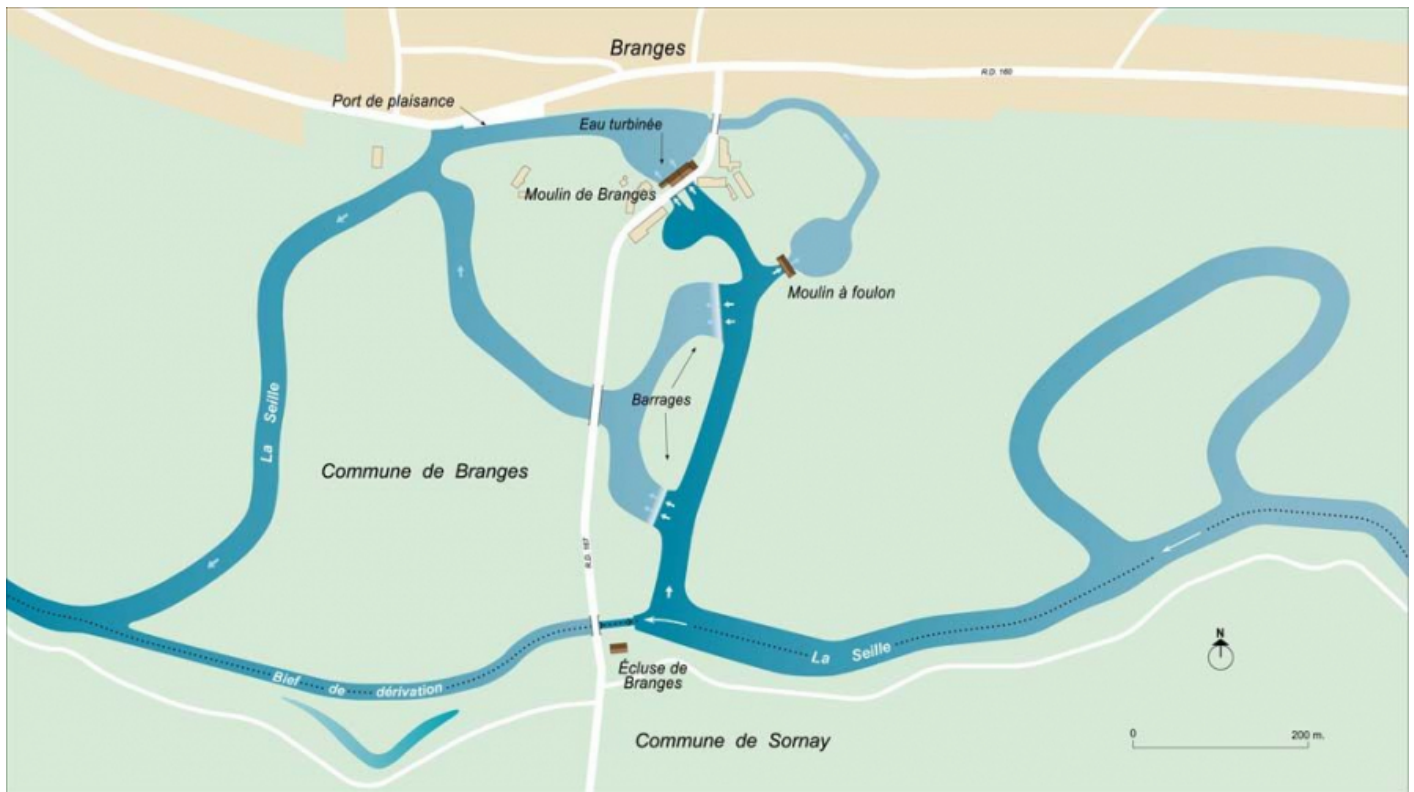 Branges
R.D. 160
Port de plaisance
Eau turbinée
Moulin de Branges
Moulin à foulon
Barrages
La Seille
Commune de Branges
R.D. 167
N
La Seille
Écluse de
Branges
Bief de dérivation
Commune de Sornay
0 200 m.